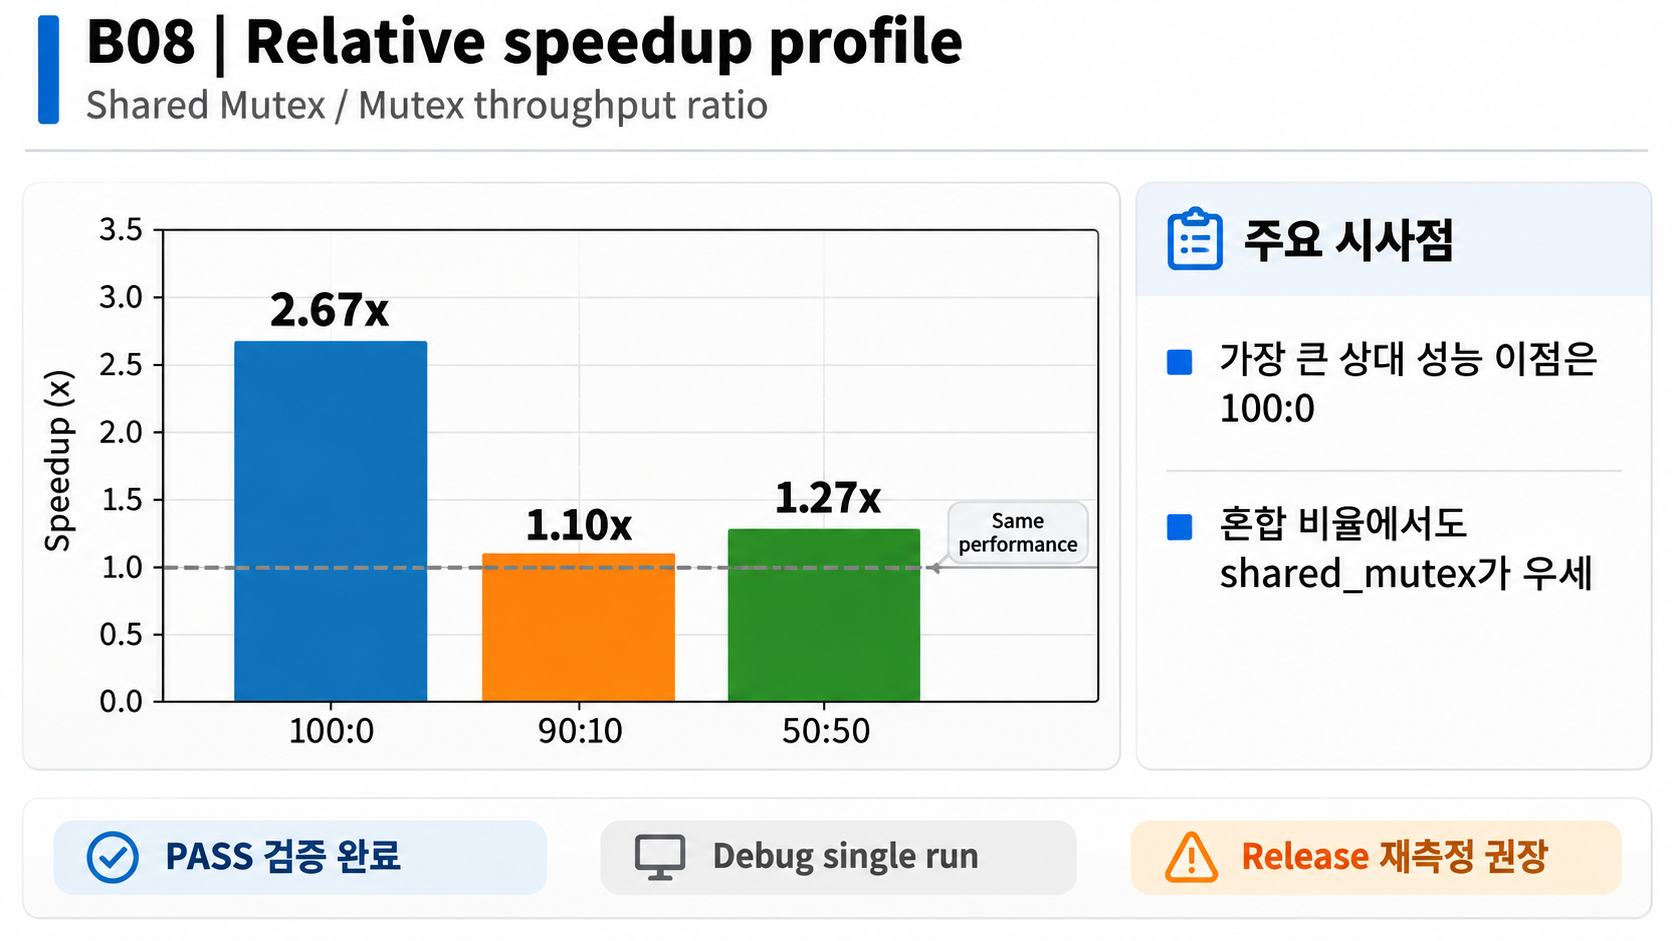 B08 | Relative speedup profile
Shared Mutex / Mutex throughput ratio
Speedup (x)
3.5
3.0
2.5
2.0
1.5
1.0
0.5
0.0
2.67x
1.10x
1.27x
Same
performance
100:0
90:10
50:50
주요 시사점
가장 큰 상대 성능 이점은
100:0
혼합 비율에서도
shared_mutex가 우세
PASS 검증 완료
Debug single run
Release 재측정 권장